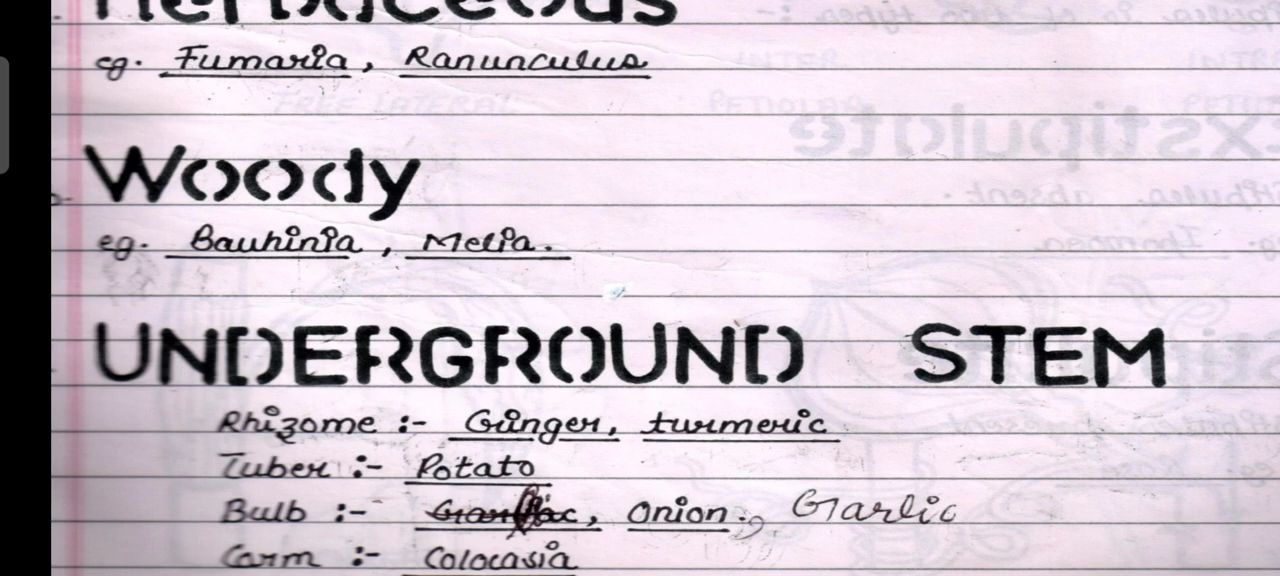 Herbaceous
eg. Fumaria, Ranunculus
Woody
eg. Bauhinia, Melia.
UNDERGROUND STEM
Rhizome :- Ginger, turmeric
Tuber :- Potato
Bulb :- Onion. Garlic
Corm :- Colocasia